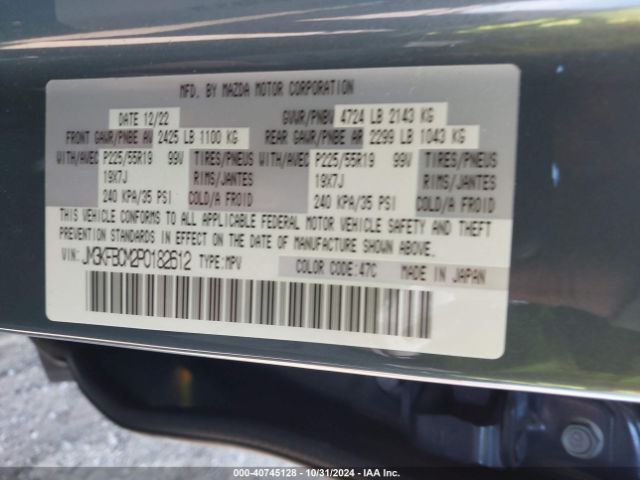 MFD. BY MAZDA MOTOR CORPORATION
DATE 12/22 GVWR/PNBV 4724 LB 2143 KG
FRONT GAWR/PNBE AV 2425 LB 1100 KG REAR GAWR/PNBE AR 2299 LB 1043 KG
WITH/AVEC P225/55R19 99V TIRES/PNEUS WITH/AVEC P225/55R19 99V TIRES/PNEUS
19X7J RIMS/JANTES 19X7J RIMS/JANTES
240 KPA/35 PSI COLD/A FROID 240 KPA/35 PSI COLD/A FROID
THIS VEHICLE CONFORMS TO ALL APPLICABLE FEDERAL MOTOR VEHICLE SAFETY AND THEFT
PREVENTION STANDARDS IN EFFECT ON THE DATE OF MANUFACTURE SHOWN ABOVE.
VIN: JM3KFBCM2P0182612 TYPE: MPV COLOR CODE: 47C MADE IN JAPAN
000-40745128 - 10/31/2024 - IAA Inc.